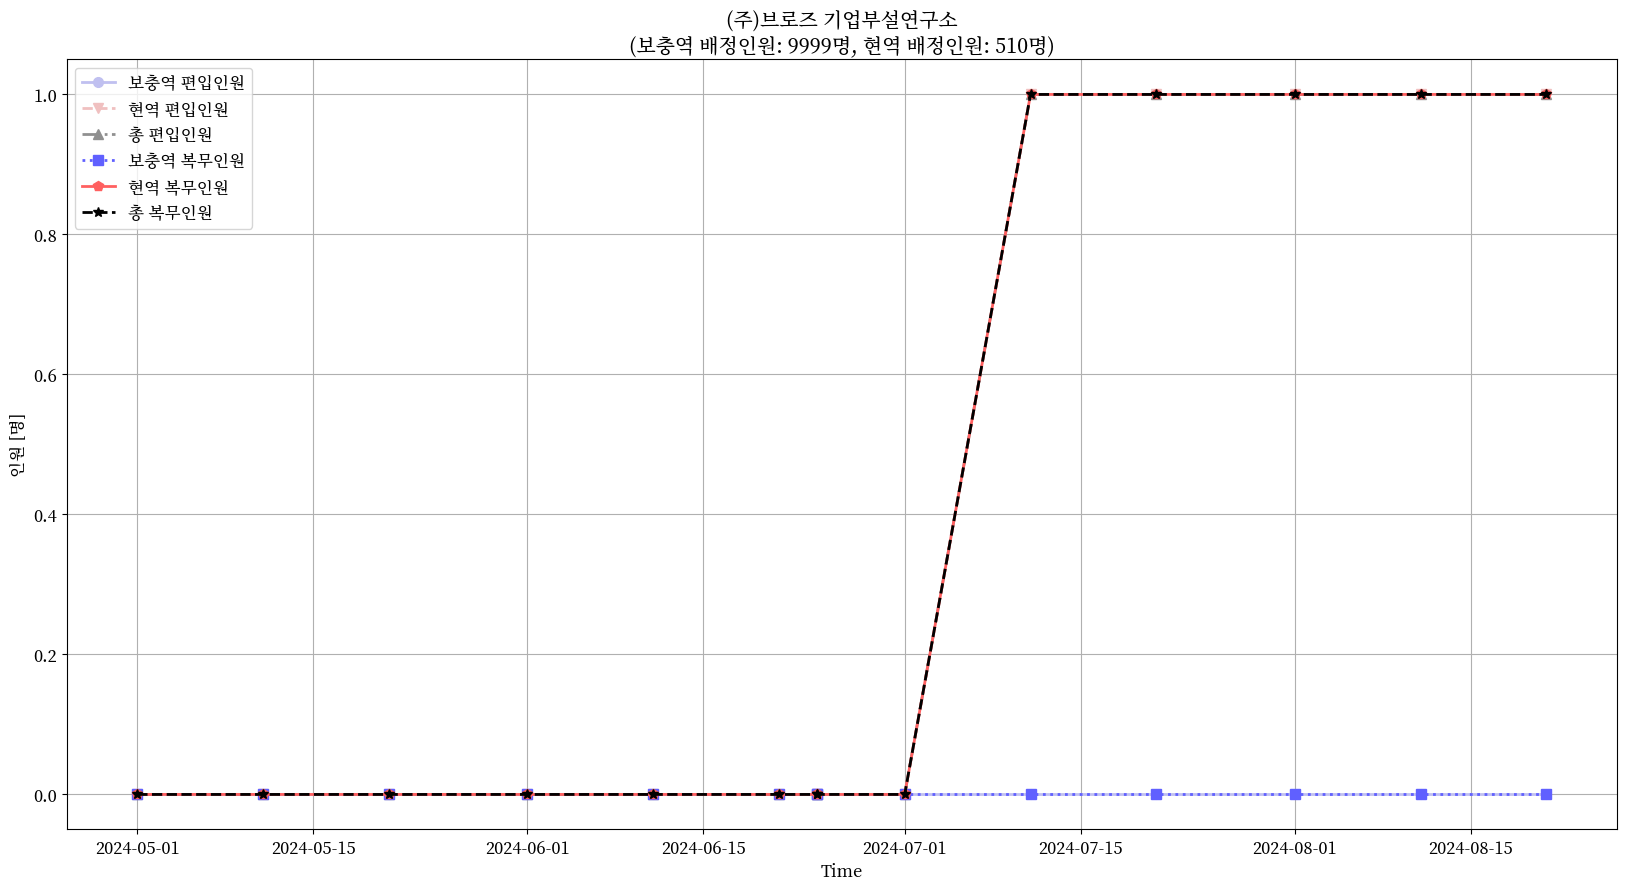 (주)브로즈 기업부설연구소
(보충역 배정인원: 9999명, 현역 배정인원: 510명)
보충역 편입인원
현역 편입인원
총 편입인원
보충역 복무인원
현역 복무인원
총 복무인원
1.0
0.8
0.6
0.4
0.2
0.0
인원 [명]
2024-05-01 2024-05-15 2024-06-01 2024-06-15 2024-07-01 2024-07-15 2024-08-01 2024-08-15
Time